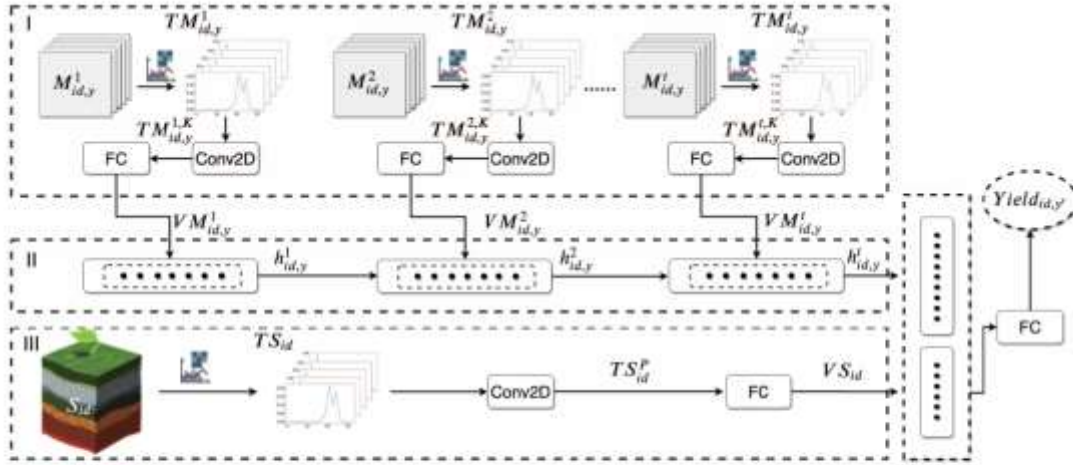 I
TM^1_{id,y} TM^2_{id,y} TM^t_{id,y}
M^1_{id,y} M^2_{id,y} ...... M^t_{id,y}
TM^{1,K}_{id,y} TM^{2,K}_{id,y} TM^{t,K}_{id,y}
FC Conv2D FC Conv2D FC Conv2D
VM^1_{id,y} VM^2_{id,y} VM^t_{id,y}
Yield_{id,y}
II
h^1_{id,y} h^2_{id,y} h^t_{id,y}
FC
III
TS_{id}
S_{id}
Conv2D TS^P_{id} FC VS_{id}